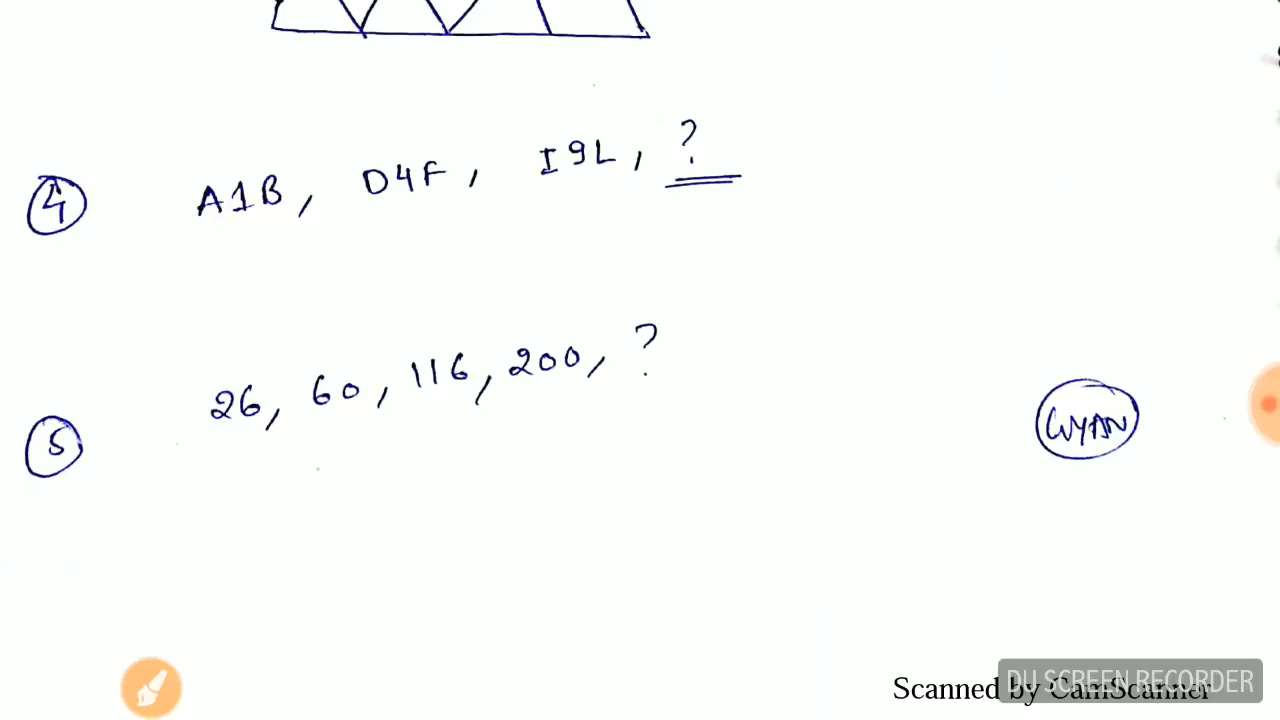 4 A1B, D4F, I9L, ?
5 26, 60, 116, 200, ?
GYAN
Scanned by CamScanner
DU SCREEN RECORDER